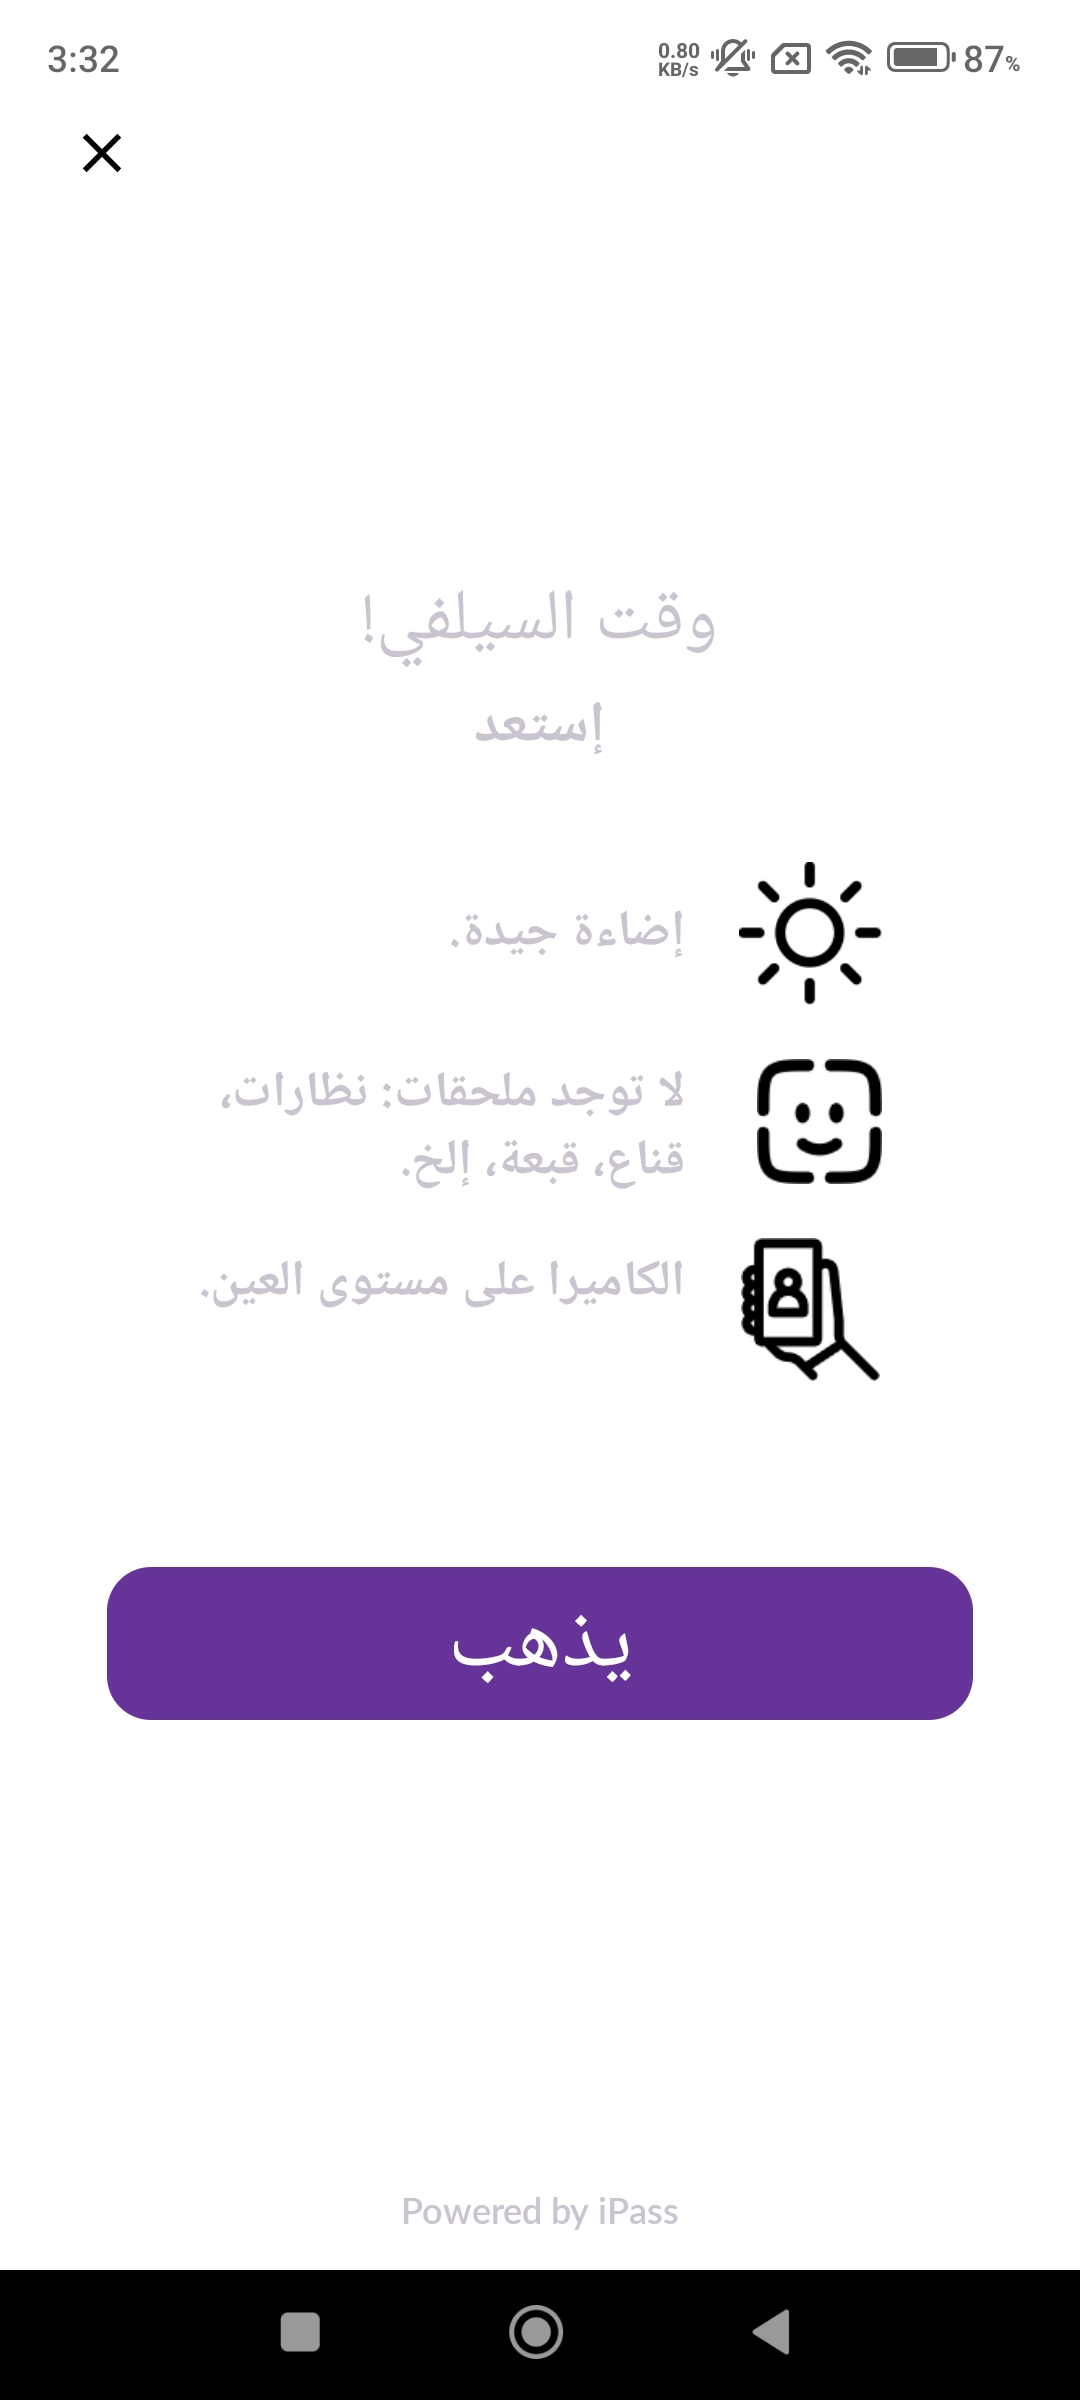 3:32
0.80
KB/s
87%
وقت السيلفي!
إستعد
إضاءة جيدة.
لا توجد ملحقات: نظارات،
قناع، قبعة، إلخ.
الكاميرا على مستوى العين.
يذهب
Powered by iPass